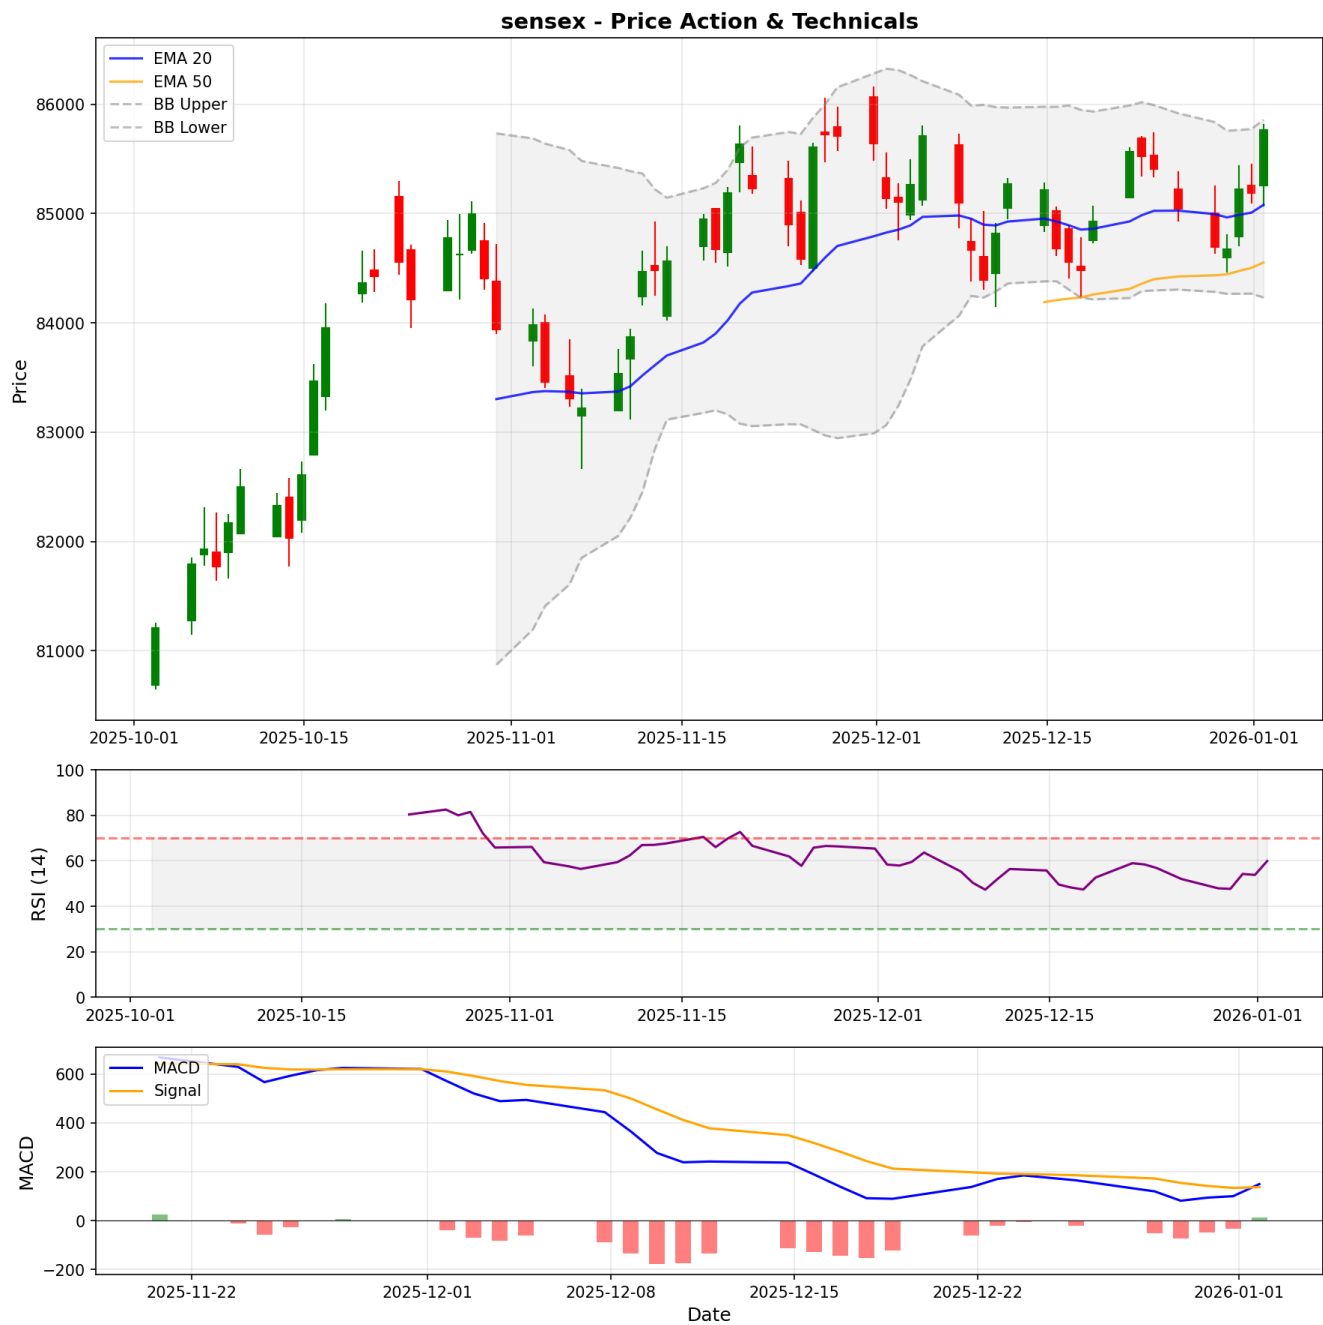 sensex - Price Action & Technicals
EMA 20
EMA 50
BB Upper
BB Lower
Price
86000
85000
84000
83000
82000
81000
2025-10-01 2025-10-15 2025-11-01 2025-11-15 2025-12-01 2025-12-15 2026-01-01
RSI (14)
100
80
60
40
20
0
2025-10-01 2025-10-15 2025-11-01 2025-11-15 2025-12-01 2025-12-15 2026-01-01
MACD
Signal
MACD
600
400
200
0
−200
2025-11-22 2025-12-01 2025-12-08 2025-12-15 2025-12-22 2026-01-01
Date